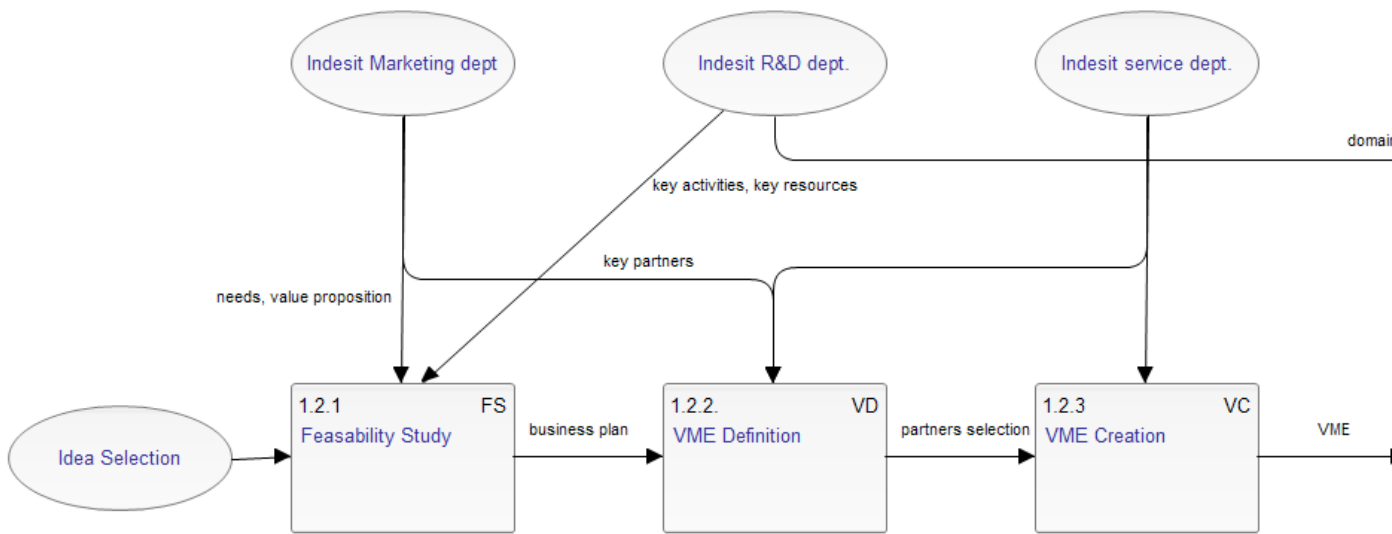 Indesit Marketing dept
Indesit R&D dept.
Indesit service dept.
domain
key activities, key resources
key partners
needs, value proposition
1.2.1 FS
Feasability Study
1.2.2. VD
VME Definition
1.2.3 VC
VME Creation
business plan
partners selection
VME
Idea Selection